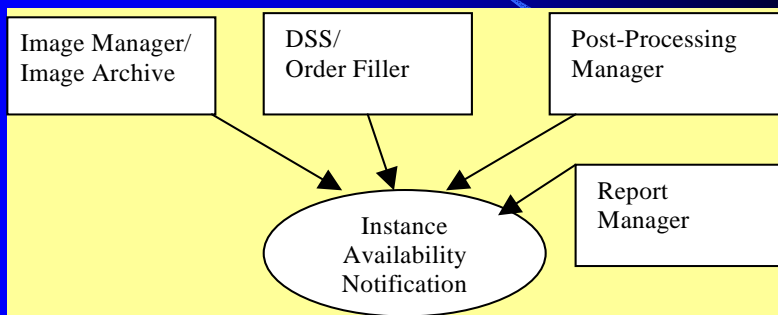 Image Manager/
Image Archive
DSS/
Order Filler
Post-Processing
Manager
Report
Manager
Instance
Availability
Notification